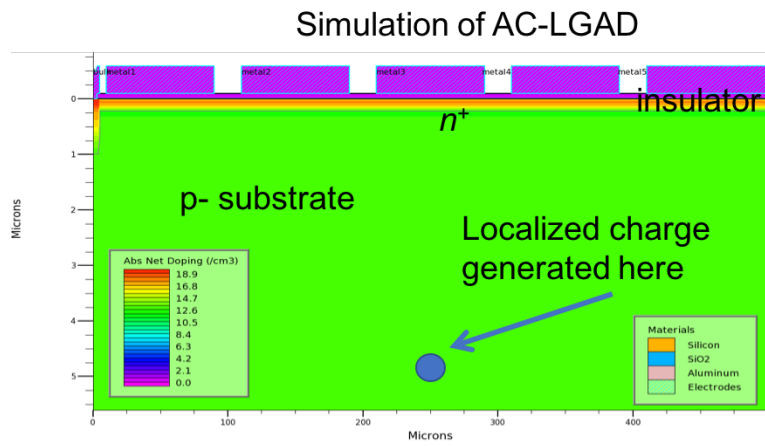 Simulation of AC-LGAD
metal1
metal2
metal3
metal4
metal5
insulator
n+
p- substrate
Localized charge
generated here
Microns
0
1
2
3
4
5
Abs Net Doping (/cm3)
18.9
16.8
14.7
12.6
10.5
8.4
6.3
4.2
2.1
0.0
Materials
Silicon
SiO2
Aluminum
Electrodes
0
100
200
300
400
Microns